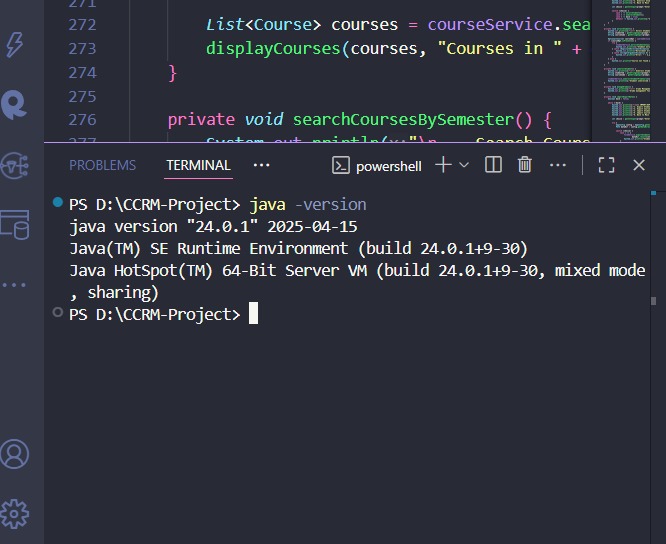 271
272 List<Course> courses = courseService.sea
273 displayCourses(courses, "Courses in " +
274 }
275
276 private void searchCoursesBySemester() {
277 System.out.println(x:"\n
PROBLEMS TERMINAL ... powershell
PS D:\CCRM-Project> java -version
java version "24.0.1" 2025-04-15
Java(TM) SE Runtime Environment (build 24.0.1+9-30)
Java HotSpot(TM) 64-Bit Server VM (build 24.0.1+9-30, mixed mode
, sharing)
PS D:\CCRM-Project>